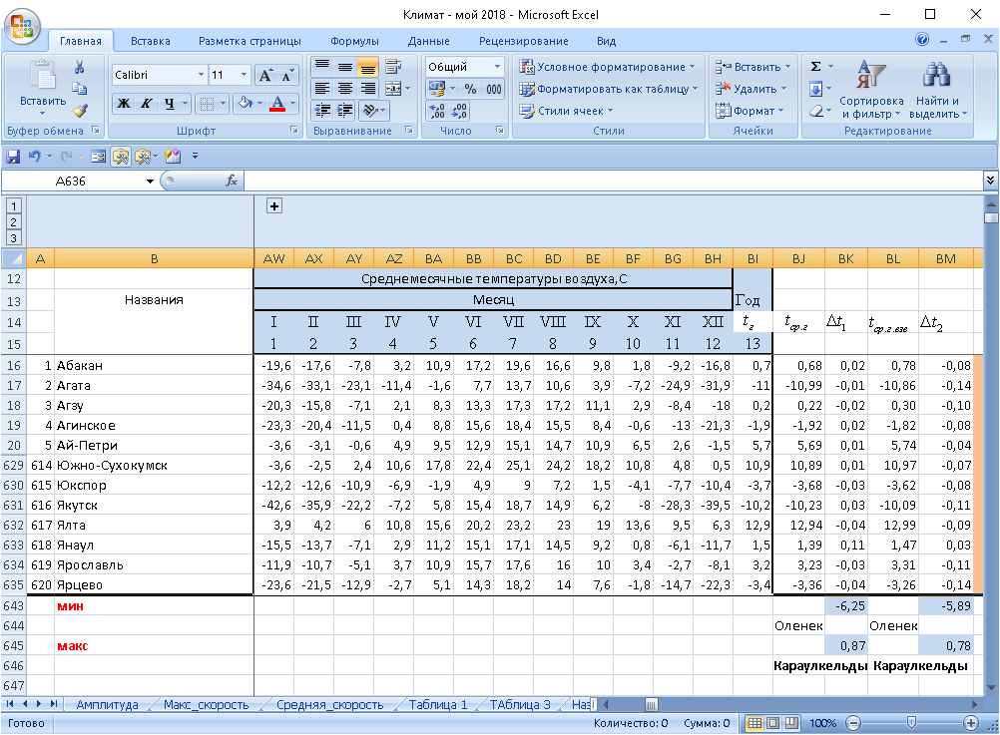 Климат - мой 2018 - Microsoft Excel
Главная Вставка Разметка страницы Формулы Данные Рецензирование Вид
Calibri 11 Общий Условное форматирование Вставить Σ
Вставить Форматировать как таблицу Удалить Сортировка и фильтр Найти и выделить
Ж К Ч А % 000 Стили ячеек Формат
Буфер обмена Шрифт Выравнивание Число Стили Ячейки Редактирование
A636 fx
1
2
3
A B AW AX AY AZ BA BB BC BD BE BF BG BH BI BJ BK BL BM
12 Среднемесячные температуры воздуха,С
13 Названия Месяц Год
14 I II III IV V VI VII VIII IX X XI XII tг tср.г Δt1 tср.г.взв Δt2
15 1 2 3 4 5 6 7 8 9 10 11 12 13
16 1 Абакан -19,6 -17,6 -7,8 3,2 10,9 17,2 19,6 16,6 9,8 1,8 -9,2 -16,8 0,7 0,68 0,02 0,78 -0,08
17 2 Агата -34,6 -33,1 -23,1 -11,4 -1,6 7,7 13,7 10,6 3,9 -7,2 -24,9 -31,9 -11 -10,99 -0,01 -10,86 -0,14
18 3 Агзу -20,3 -15,8 -7,1 2,1 8,3 13,3 17,3 17,2 11,1 2,9 -8,4 -18 0,2 0,22 -0,02 0,30 -0,10
19 4 Агинское -23,3 -20,4 -11,5 0,4 8,8 15,6 18,4 15,5 8,4 -0,6 -13 -21,3 -1,9 -1,92 0,02 -1,82 -0,08
20 5 Ай-Петри -3,6 -3,1 -0,6 4,9 9,5 12,9 15,1 14,7 10,9 6,5 2,6 -1,5 5,7 5,69 0,01 5,74 -0,04
629 614 Южно-Сухокумск -3,6 -2,5 2,4 10,6 17,8 22,4 25,1 24,2 18,2 10,8 4,8 0,5 10,9 10,89 0,01 10,97 -0,07
630 615 Юкспор -12,2 -12,6 -10,9 -6,9 -1,9 4,9 9 7,2 1,5 -4,1 -7,7 -10,4 -3,7 -3,68 -0,03 -3,62 -0,08
631 616 Якутск -42,6 -35,9 -22,2 -7,2 5,8 15,4 18,7 14,9 6,2 -8 -28,3 -39,5 -10,2 -10,23 0,03 -10,09 -0,11
632 617 Ялта 3,9 4,2 6 10,8 15,6 20,2 23,2 23 19 13,6 9,5 6,3 12,9 12,94 -0,04 12,99 -0,09
633 618 Янаул -15,5 -13,7 -7,1 2,9 11,2 15,1 17,1 14,5 9,2 0,8 -6,1 -11,7 1,5 1,39 0,11 1,47 0,03
634 619 Ярославль -11,9 -10,7 -5,1 3,7 10,9 15,7 17,6 16 10 3,4 -2,7 -8,1 3,2 3,23 -0,03 3,31 -0,11
635 620 Ярцево -23,6 -21,5 -12,9 -2,7 5,1 14,3 18,2 14 7,6 -1,8 -14,7 -22,3 -3,4 -3,36 -0,04 -3,26 -0,14
643 мин -6,25 -5,89
644 Оленек Оленек
645 макс 0,87 0,78
646 Караулкельды Караулкельды
647
Амплитуда Макс_скорость Средняя_скорость Таблица 1 ТАблица 3 Наз
Готово Количество: 0 Сумма: 0 100%